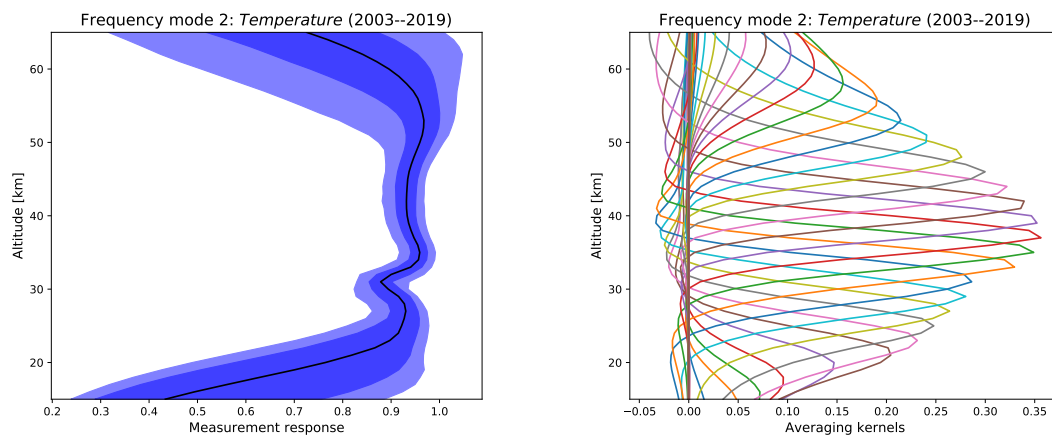 Frequency mode 2: Temperature (2003--2019)
60
50
40
30
20
Altitude [km]
0.2 0.3 0.4 0.5 0.6 0.7 0.8 0.9 1.0
Measurement response
Frequency mode 2: Temperature (2003--2019)
60
50
40
30
20
Altitude [km]
−0.05 0.00 0.05 0.10 0.15 0.20 0.25 0.30 0.35
Averaging kernels